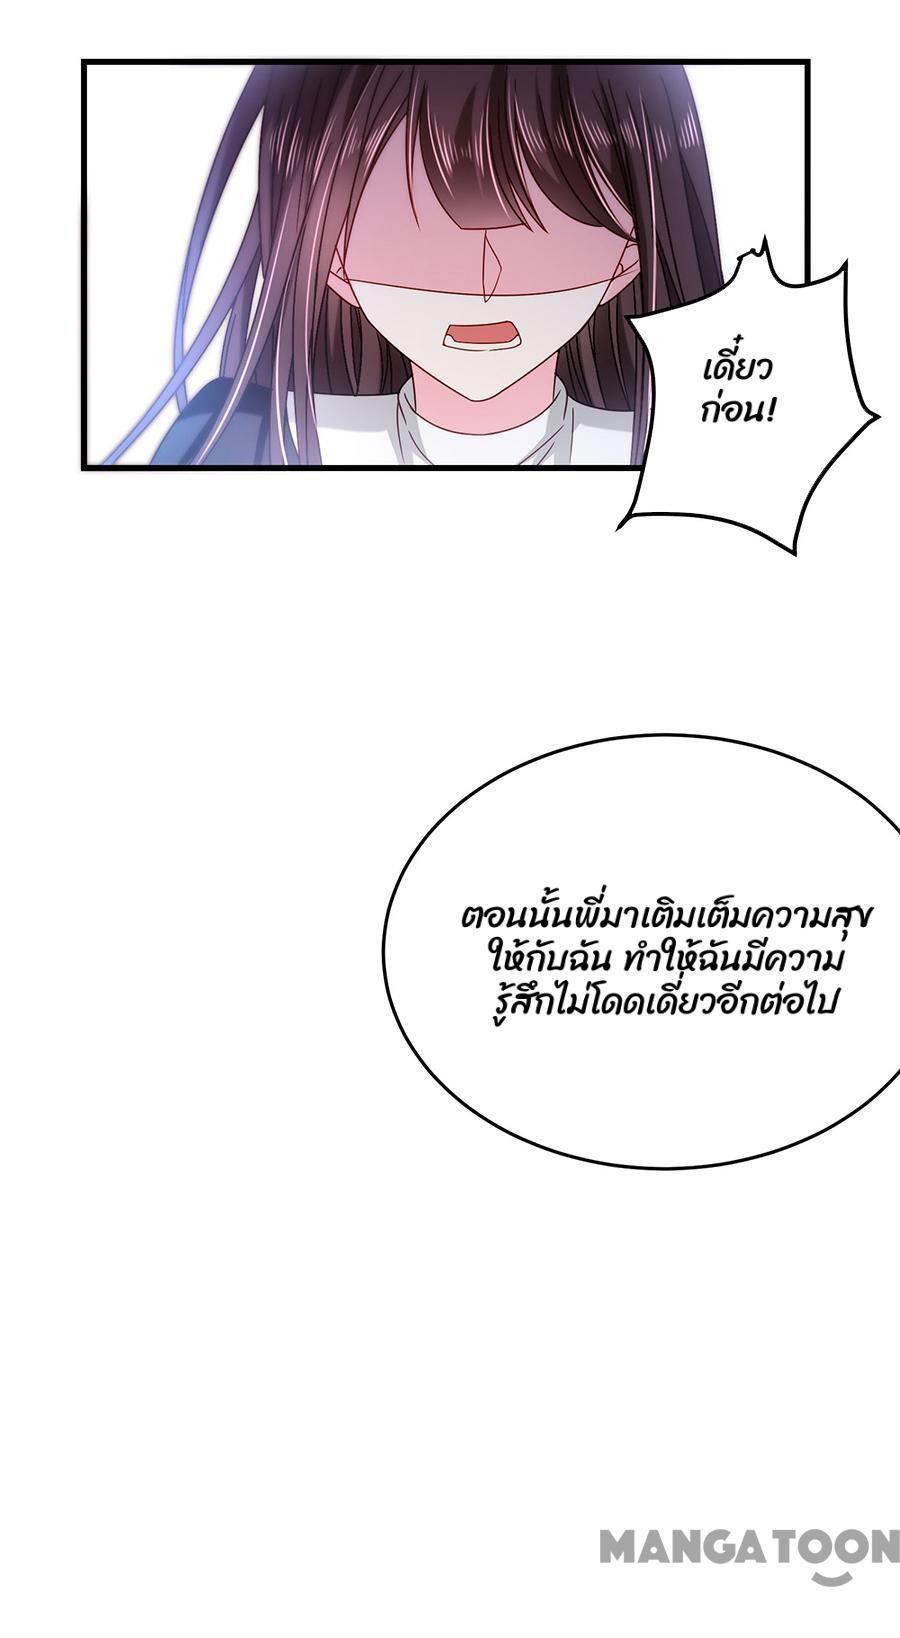 เดี๋ยว
ก่อน!
ตอนนั้นพี่มาเติมเต็มความสุข
ให้กับฉัน ทำให้ฉันมีความ
รู้สึกไม่โดดเดี่ยวอีกต่อไป
MANGATOON